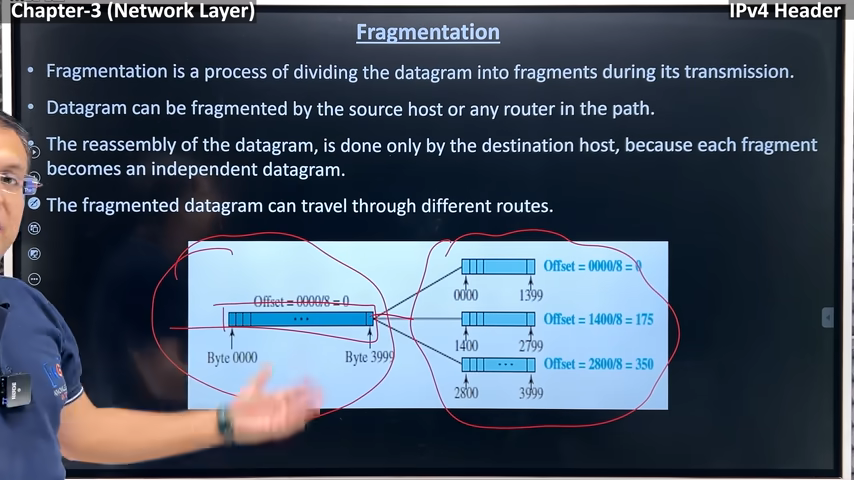 Chapter-3 (Network Layer)
IPv4 Header
Fragmentation
• Fragmentation is a process of dividing the datagram into fragments during its transmission.
• Datagram can be fragmented by the source host or any router in the path.
• The reassembly of the datagram, is done only by the destination host, because each fragment
becomes an independent datagram.
• The fragmented datagram can travel through different routes.
Offset = 0000/8 = 0
Byte 0000
Byte 3999
Offset = 0000/8 = 0
0000
1399
Offset = 1400/8 = 175
1400
2799
Offset = 2800/8 = 350
2800
3999